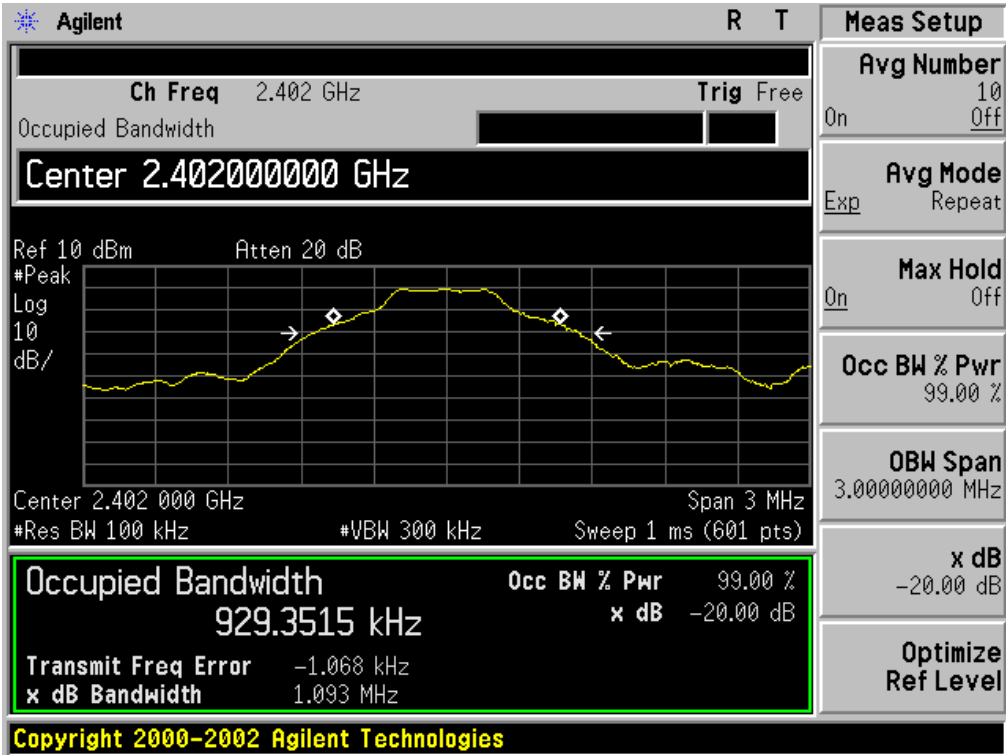 Agilent R T
Ch Freq 2.402 GHz Trig Free
Occupied Bandwidth
Center 2.402000000 GHz
Ref 10 dBm Atten 20 dB
#Peak
Log
10
dB/
Center 2.402 000 GHz Span 3 MHz
#Res BW 100 kHz #VBW 300 kHz Sweep 1 ms (601 pts)
Occupied Bandwidth
929.3515 kHz
Occ BW % Pwr 99.00 %
x dB -20.00 dB
Transmit Freq Error -1.068 kHz
x dB Bandwidth 1.093 MHz
Copyright 2000-2002 Agilent Technologies
Meas Setup
Avg Number
10
On Off
Avg Mode
Exp Repeat
Max Hold
On Off
Occ BW % Pwr
99.00 %
OBW Span
3.00000000 MHz
x dB
-20.00 dB
Optimize
Ref Level